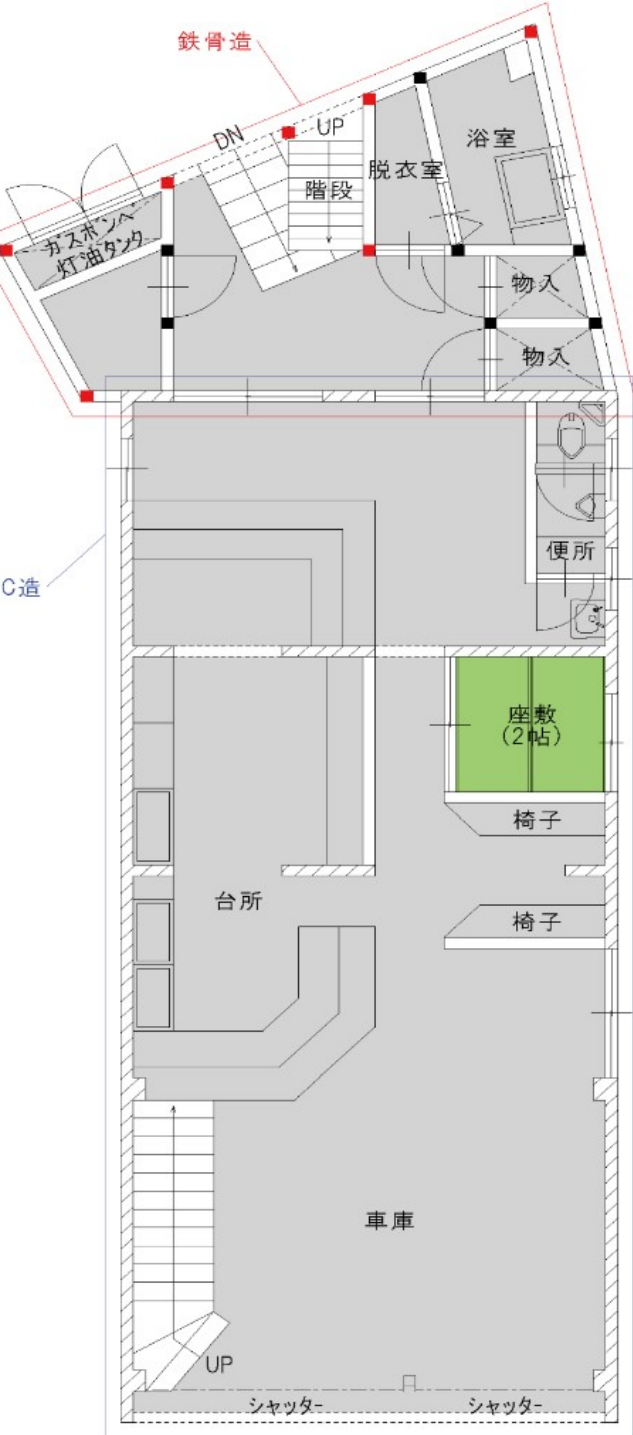 鉄骨造
DN
UP
階段
脱衣室
浴室
ガスボンベ
灯油タンク
物入
物入
便所
C造
座敷
(2帖)
椅子
台所
椅子
車庫
UP
シャッター
シャッター